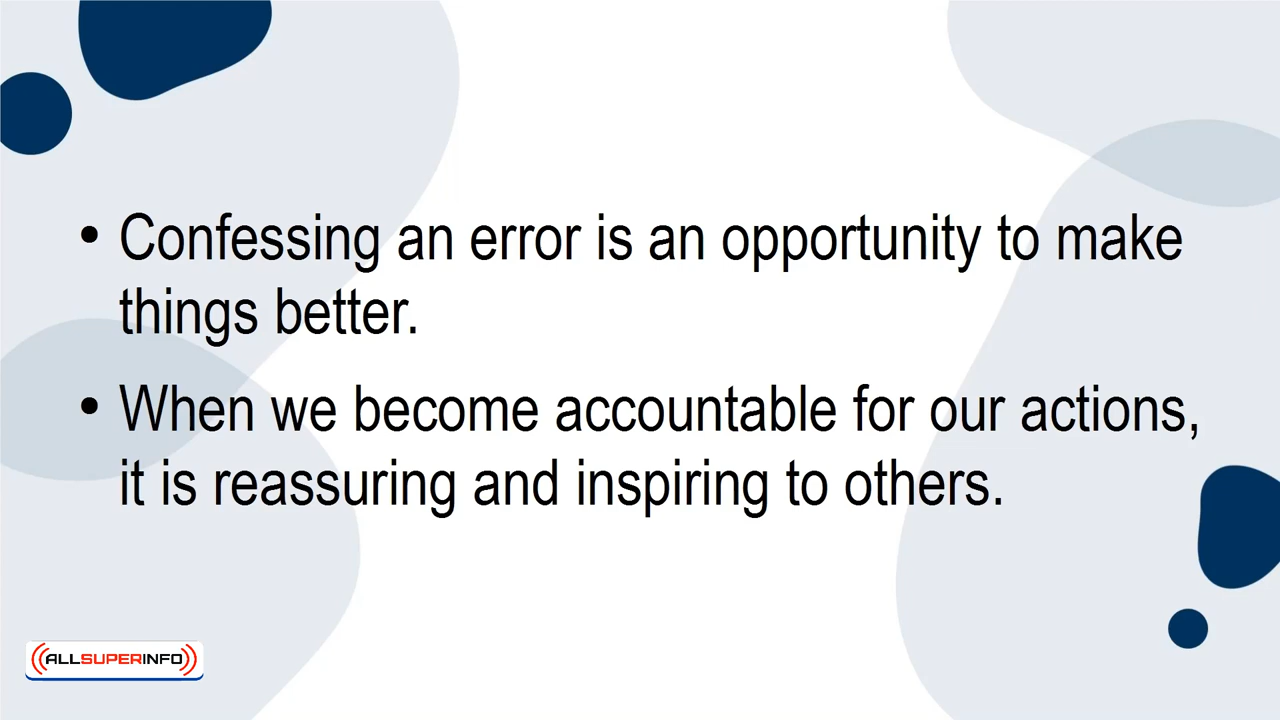 • Confessing an error is an opportunity to make
things better.
• When we become accountable for our actions,
it is reassuring and inspiring to others.
ALLSUPERINFO